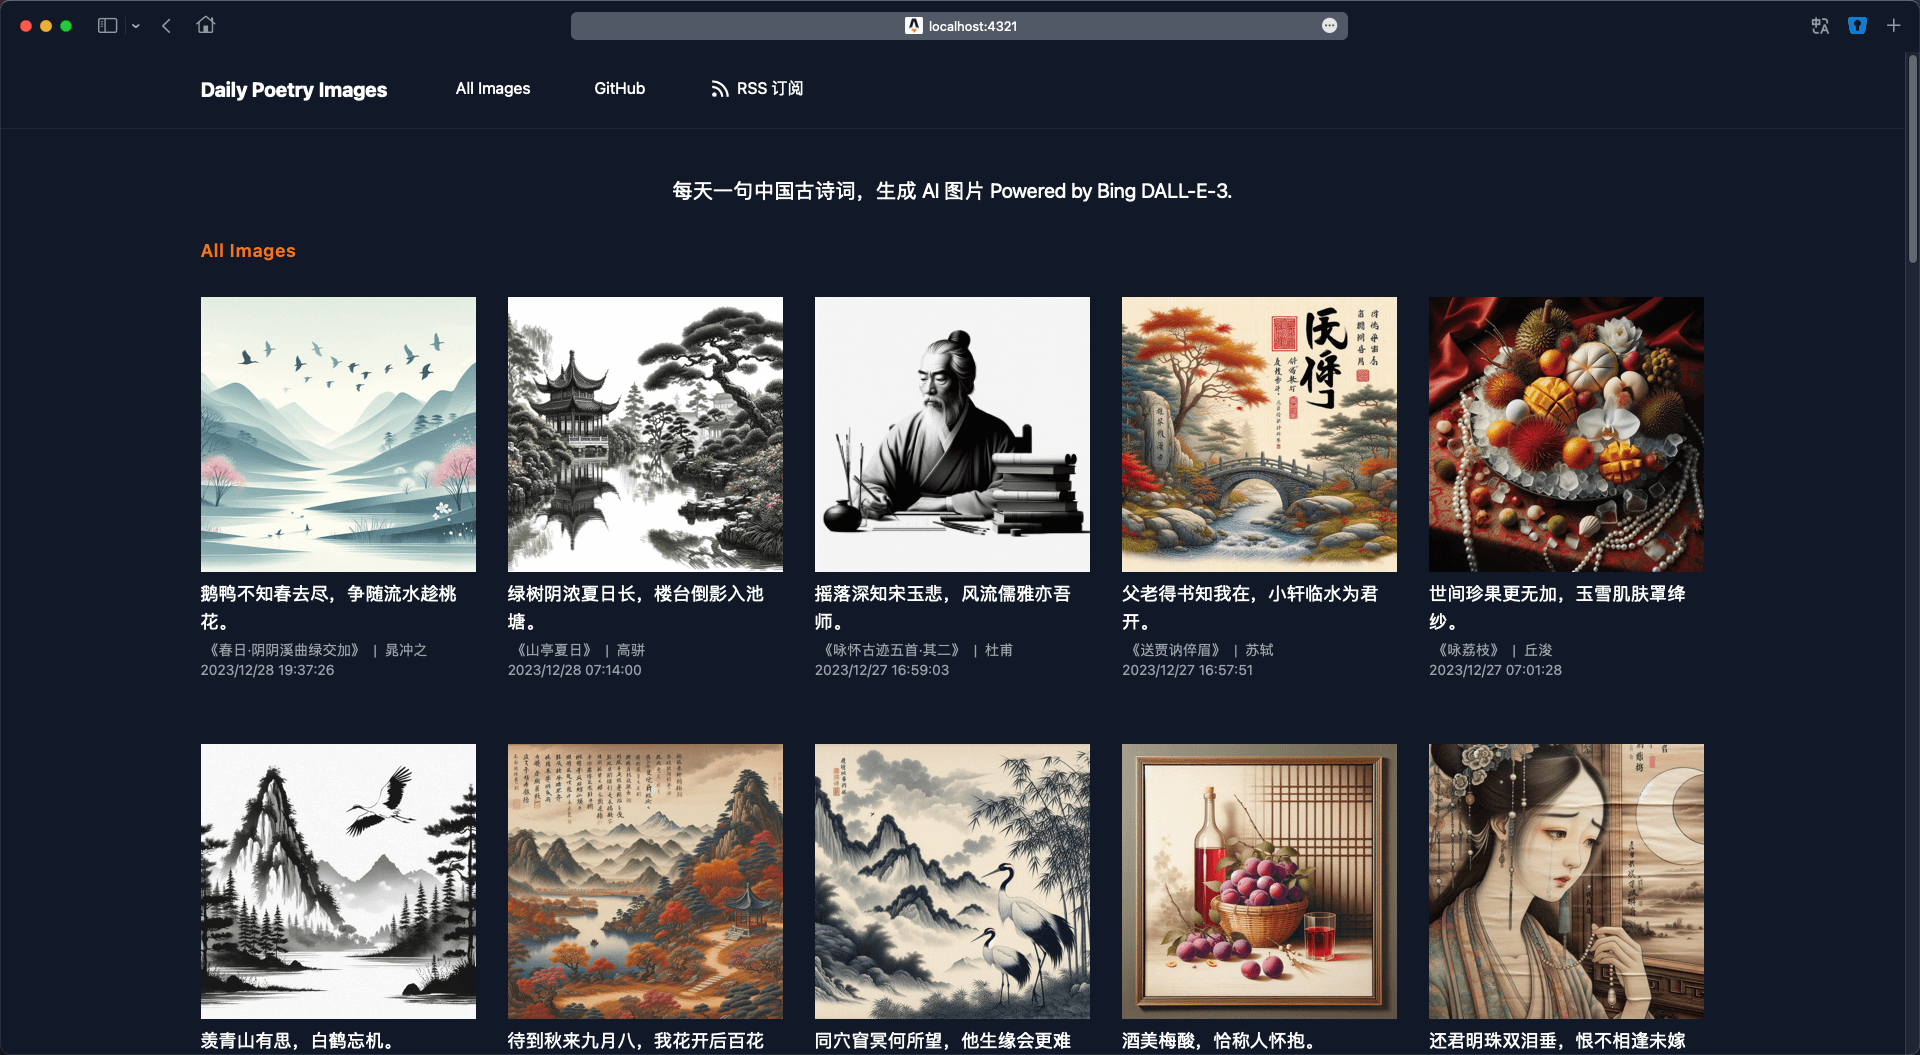 localhost:4321
Daily Poetry Images
All Images
GitHub
RSS 订阅
每天一句中国古诗词，生成 AI 图片 Powered by Bing DALL-E-3.
All Images
鹅鸭不知春去尽，争随流水趁桃
花。
《春日·阴阴溪曲绿交加》 | 晁冲之
2023/12/28 19:37:26
绿树阴浓夏日长，楼台倒影入池
塘。
《山亭夏日》 | 高骈
2023/12/28 07:14:00
摇落深知宋玉悲，风流儒雅亦吾
师。
《咏怀古迹五首·其二》 | 杜甫
2023/12/27 16:59:03
父老得书知我在，小轩临水为君
开。
《送贾讷倅眉》 | 苏轼
2023/12/27 16:57:51
世间珍果更无加，玉雪肌肤罩绛
纱。
《咏荔枝》 | 丘浚
2023/12/27 07:01:28
羡青山有思，白鹤忘机。
待到秋来九月八，我花开后百花
同穴窅冥何所望，他生缘会更难
酒美梅酸，恰称人怀抱。
还君明珠双泪垂，恨不相逢未嫁